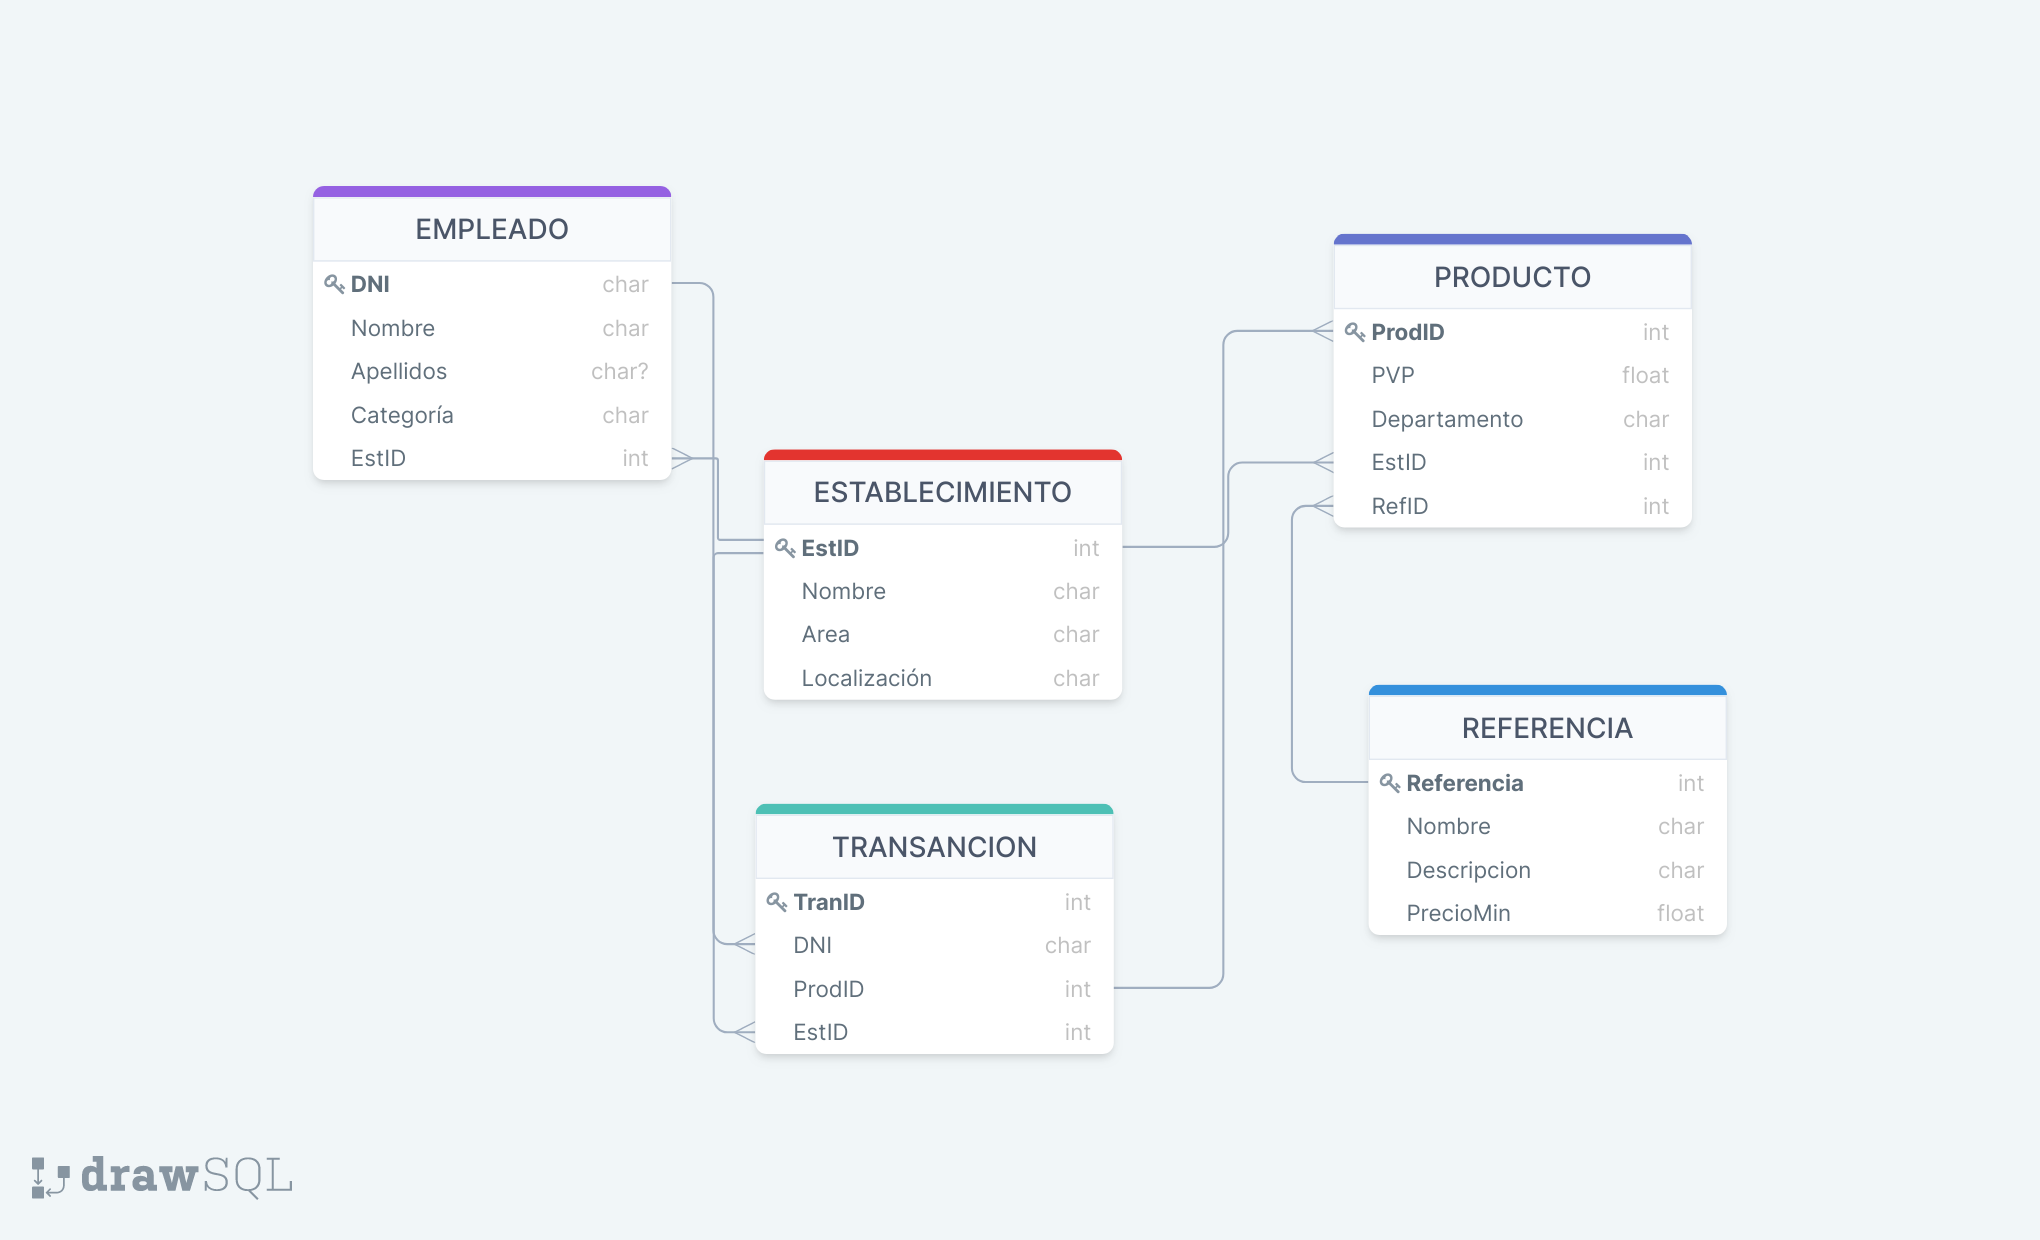 EMPLEADO
DNI char
Nombre char
Apellidos char?
Categoría char
EstID int
ESTABLECIMIENTO
EstID int
Nombre char
Area char
Localización char
TRANSANCION
TranID int
DNI char
ProdID int
EstID int
PRODUCTO
ProdID int
PVP float
Departamento char
EstID int
RefID int
REFERENCIA
Referencia int
Nombre char
Descripcion char
PrecioMin float
drawSQL